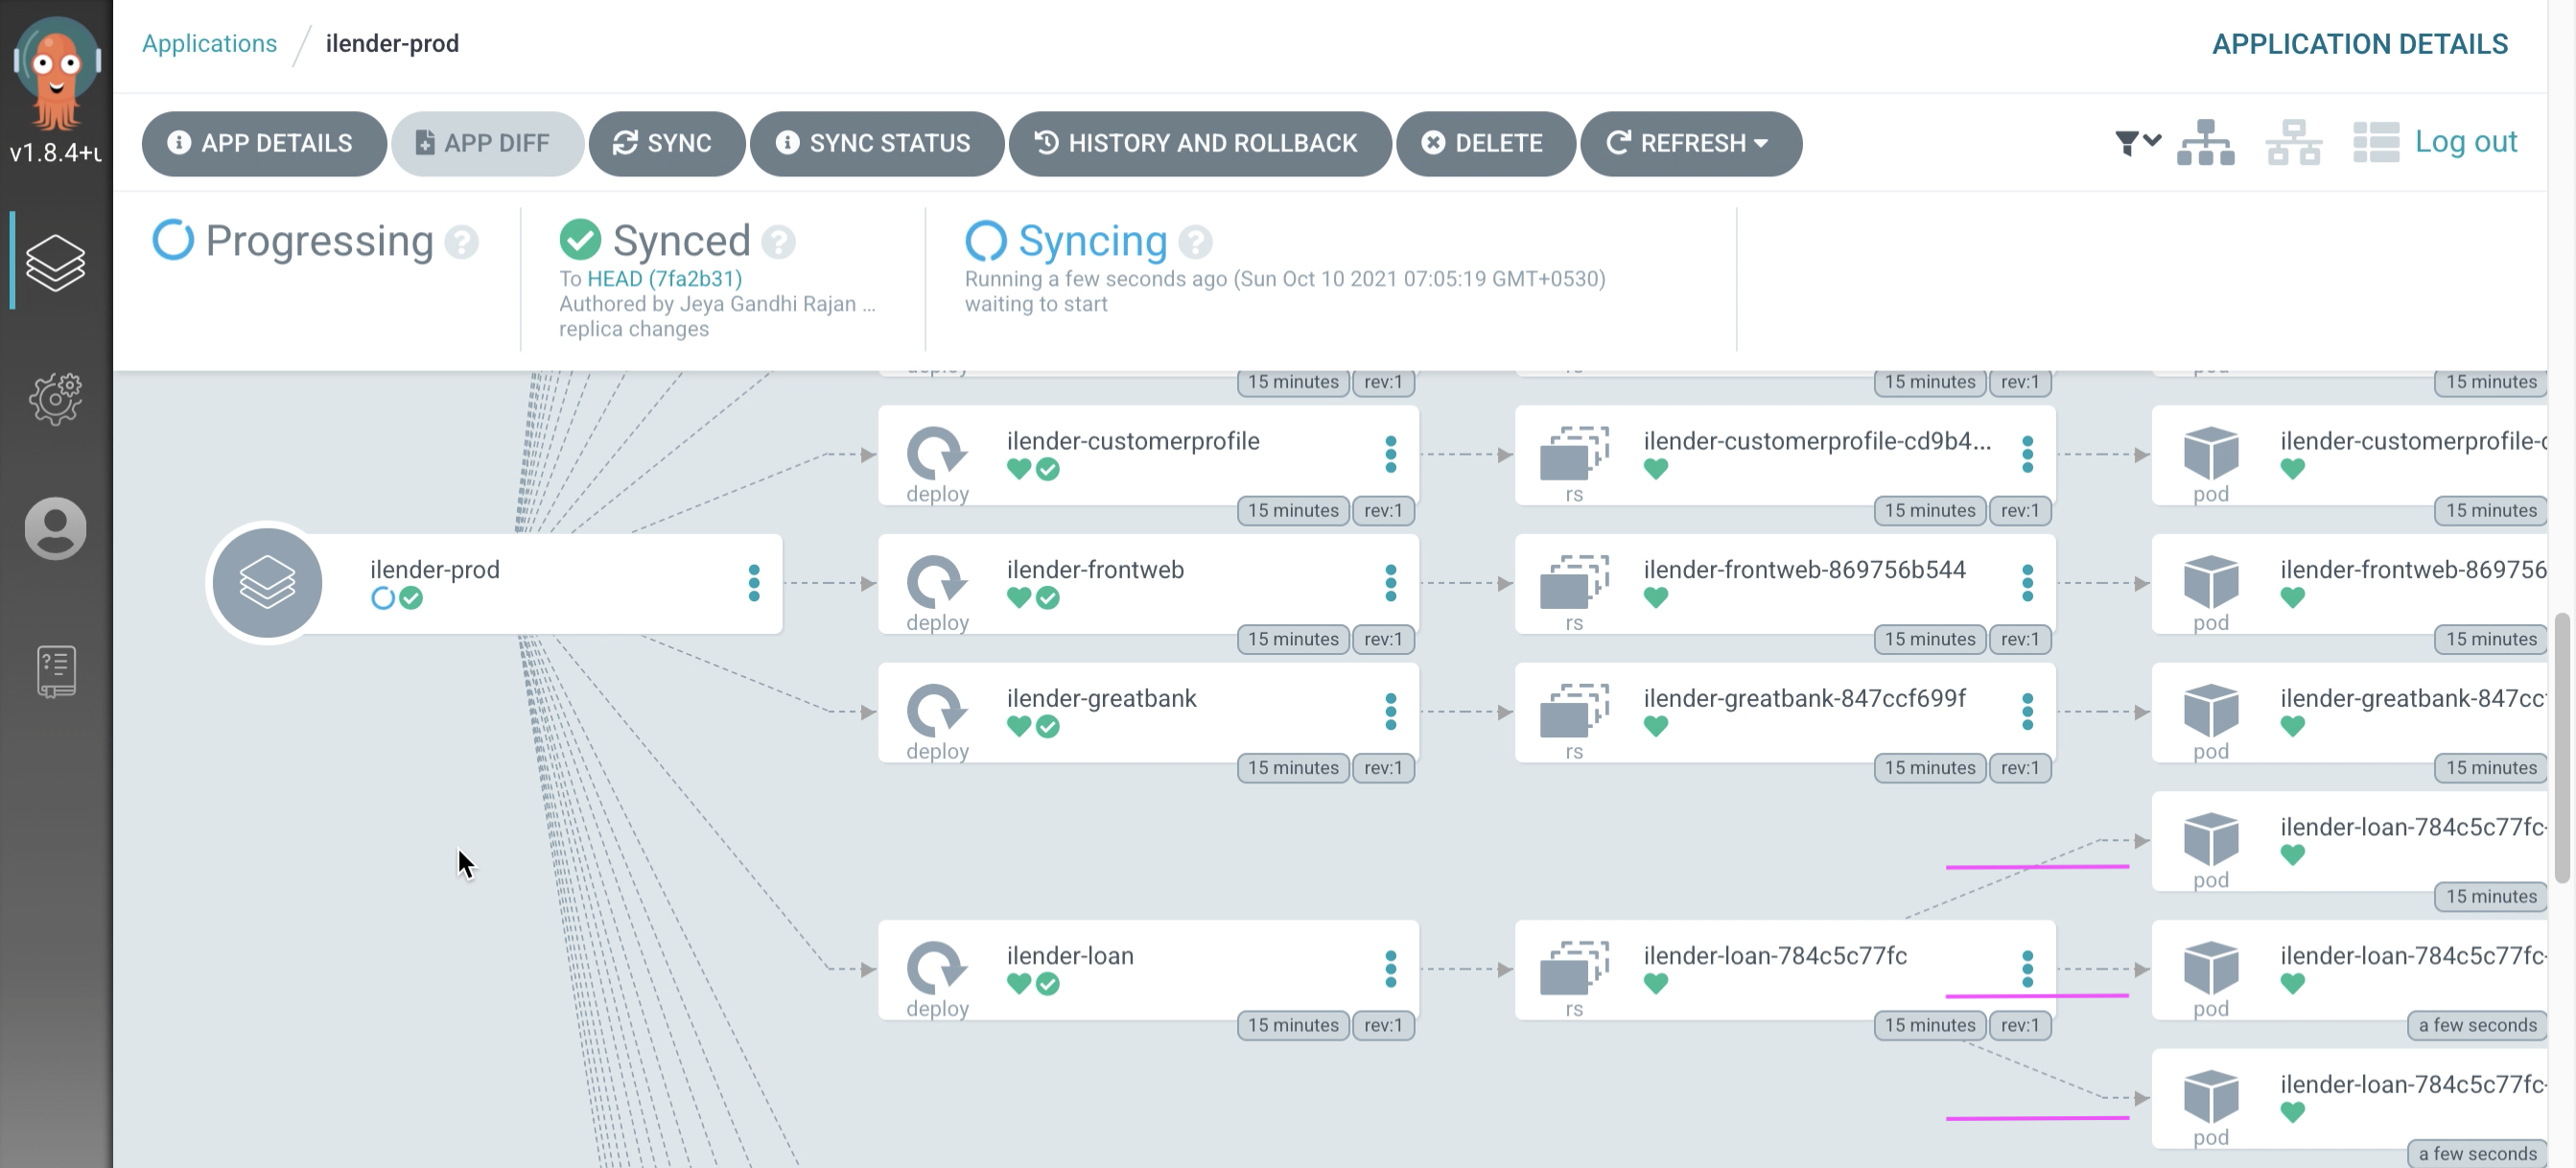 Applications / ilender-prod
APPLICATION DETAILS
v1.8.4+
APP DETAILS
APP DIFF
SYNC
SYNC STATUS
HISTORY AND ROLLBACK
DELETE
REFRESH
Log out
Progressing
Synced
To HEAD (7fa2b31)
Authored by Jeya Gandhi Rajan ...
replica changes
Syncing
Running a few seconds ago (Sun Oct 10 2021 07:05:19 GMT+0530)
waiting to start
15 minutes rev:1
15 minutes rev:1
15 minutes
ilender-customerprofile
deploy
15 minutes rev:1
ilender-customerprofile-cd9b4...
rs
15 minutes rev:1
ilender-customerprofile-
pod
15 minutes
ilender-prod
ilender-frontweb
deploy
15 minutes rev:1
ilender-frontweb-869756b544
rs
15 minutes rev:1
ilender-frontweb-869756
pod
15 minutes
ilender-greatbank
deploy
15 minutes rev:1
ilender-greatbank-847ccf699f
rs
15 minutes rev:1
ilender-greatbank-847cc
pod
15 minutes
ilender-loan-784c5c77fc-
pod
15 minutes
ilender-loan
deploy
15 minutes rev:1
ilender-loan-784c5c77fc
rs
15 minutes rev:1
ilender-loan-784c5c77fc-
pod
a few seconds
ilender-loan-784c5c77fc-
pod
a few seconds